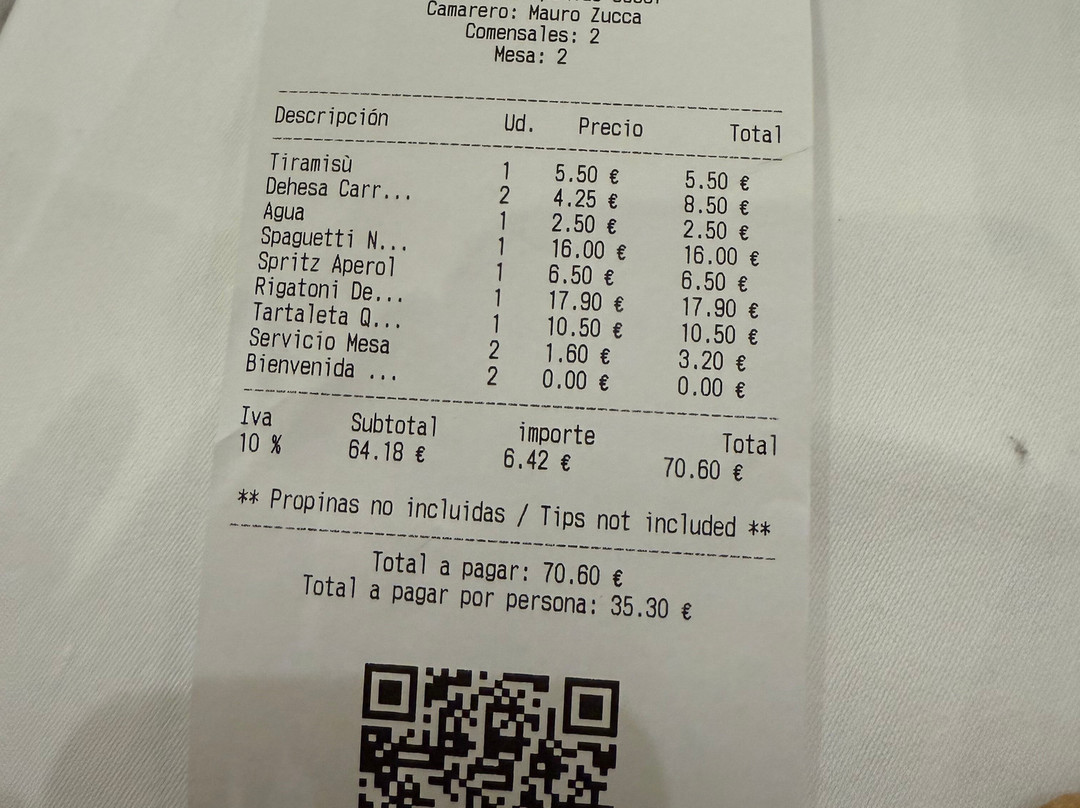 Camarero: Mauro Zucca
Comensales: 2
Mesa: 2
Descripción Ud. Precio Total
Tiramisù 1 5.50 € 5.50 €
Dehesa Carr... 2 4.25 € 8.50 €
Agua 1 2.50 € 2.50 €
Spaguetti N... 1 16.00 € 16.00 €
Spritz Aperol 1 6.50 € 6.50 €
Rigatoni De... 1 17.90 € 17.90 €
Tartaleta Q... 1 10.50 € 10.50 €
Servicio Mesa 2 1.60 € 3.20 €
Bienvenida ... 2 0.00 € 0.00 €
Iva Subtotal importe Total
10 % 64.18 € 6.42 € 70.60 €
** Propinas no incluidas / Tips not included **
Total a pagar: 70.60 €
Total a pagar por persona: 35.30 €